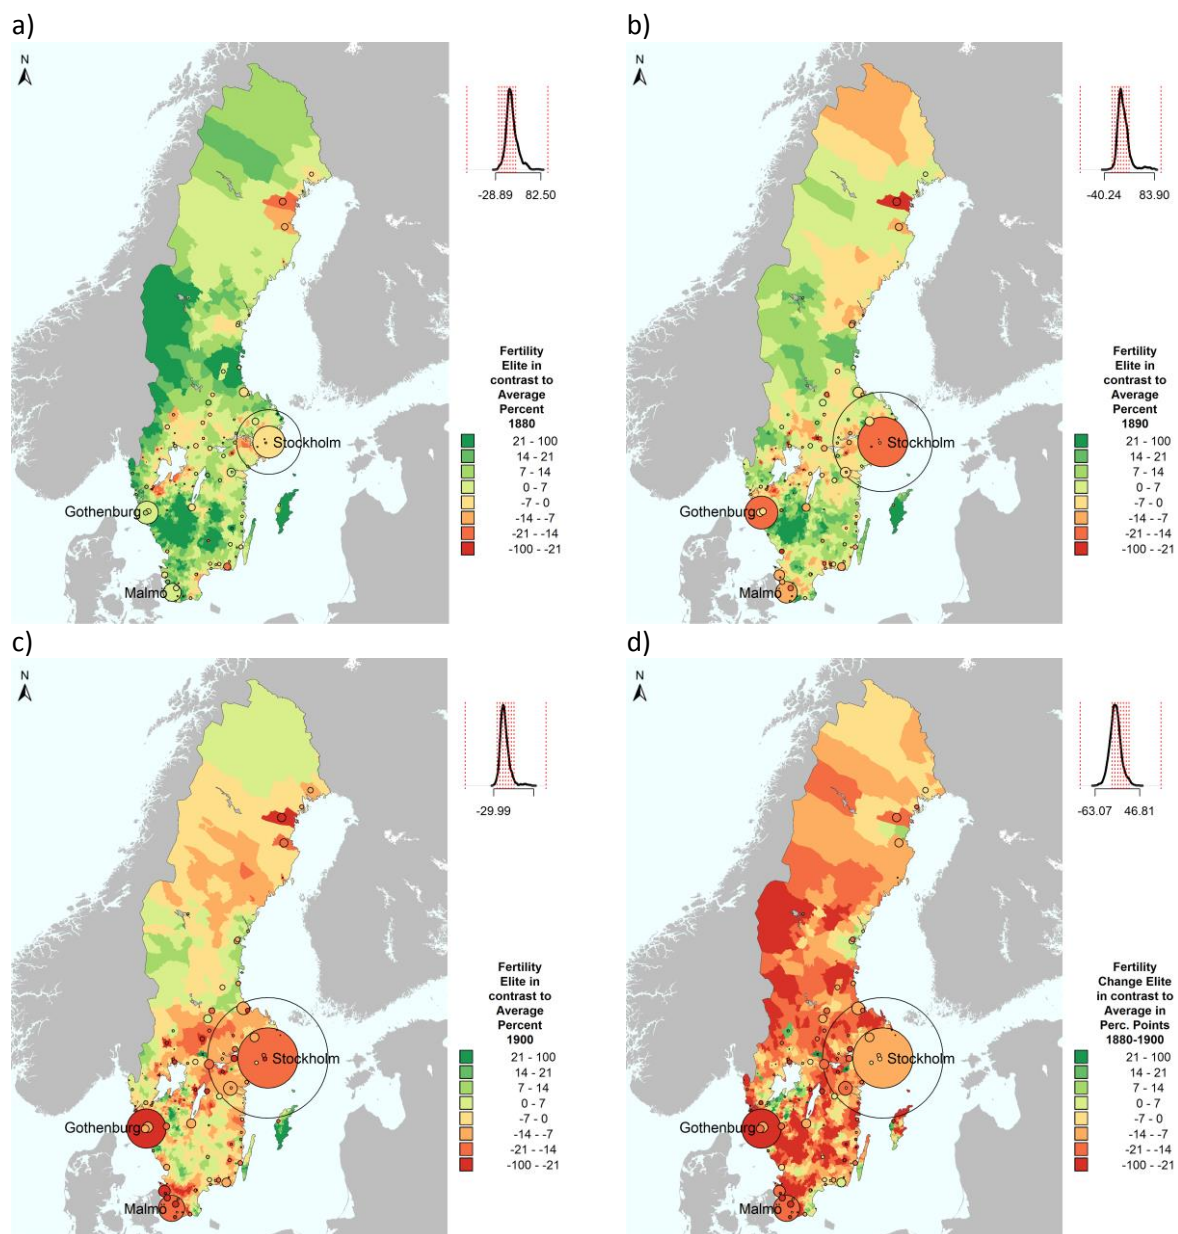 a)
N
-28.89 82.50
Fertility
Elite in
contrast to
Average
Percent
1880
21 - 100
14 - 21
7 - 14
0 - 7
-7 - 0
-14 - -7
-21 - -14
-100 - -21
Stockholm
Gothenburg
Malmö
b)
N
-40.24 83.90
Fertility
Elite in
contrast to
Average
Percent
1890
21 - 100
14 - 21
7 - 14
0 - 7
-7 - 0
-14 - -7
-21 - -14
-100 - -21
Stockholm
Gothenburg
Malmö
c)
N
-29.99
Fertility
Elite in
contrast to
Average
Percent
1900
21 - 100
14 - 21
7 - 14
0 - 7
-7 - 0
-14 - -7
-21 - -14
-100 - -21
Stockholm
Gothenburg
Malmö
d)
N
-63.07 46.81
Fertility
Change Elite
in contrast to
Average in
Perc. Points
1880-1900
21 - 100
14 - 21
7 - 14
0 - 7
-7 - 0
-14 - -7
-21 - -14
-100 - -21
Stockholm
Gothenburg
Malmö